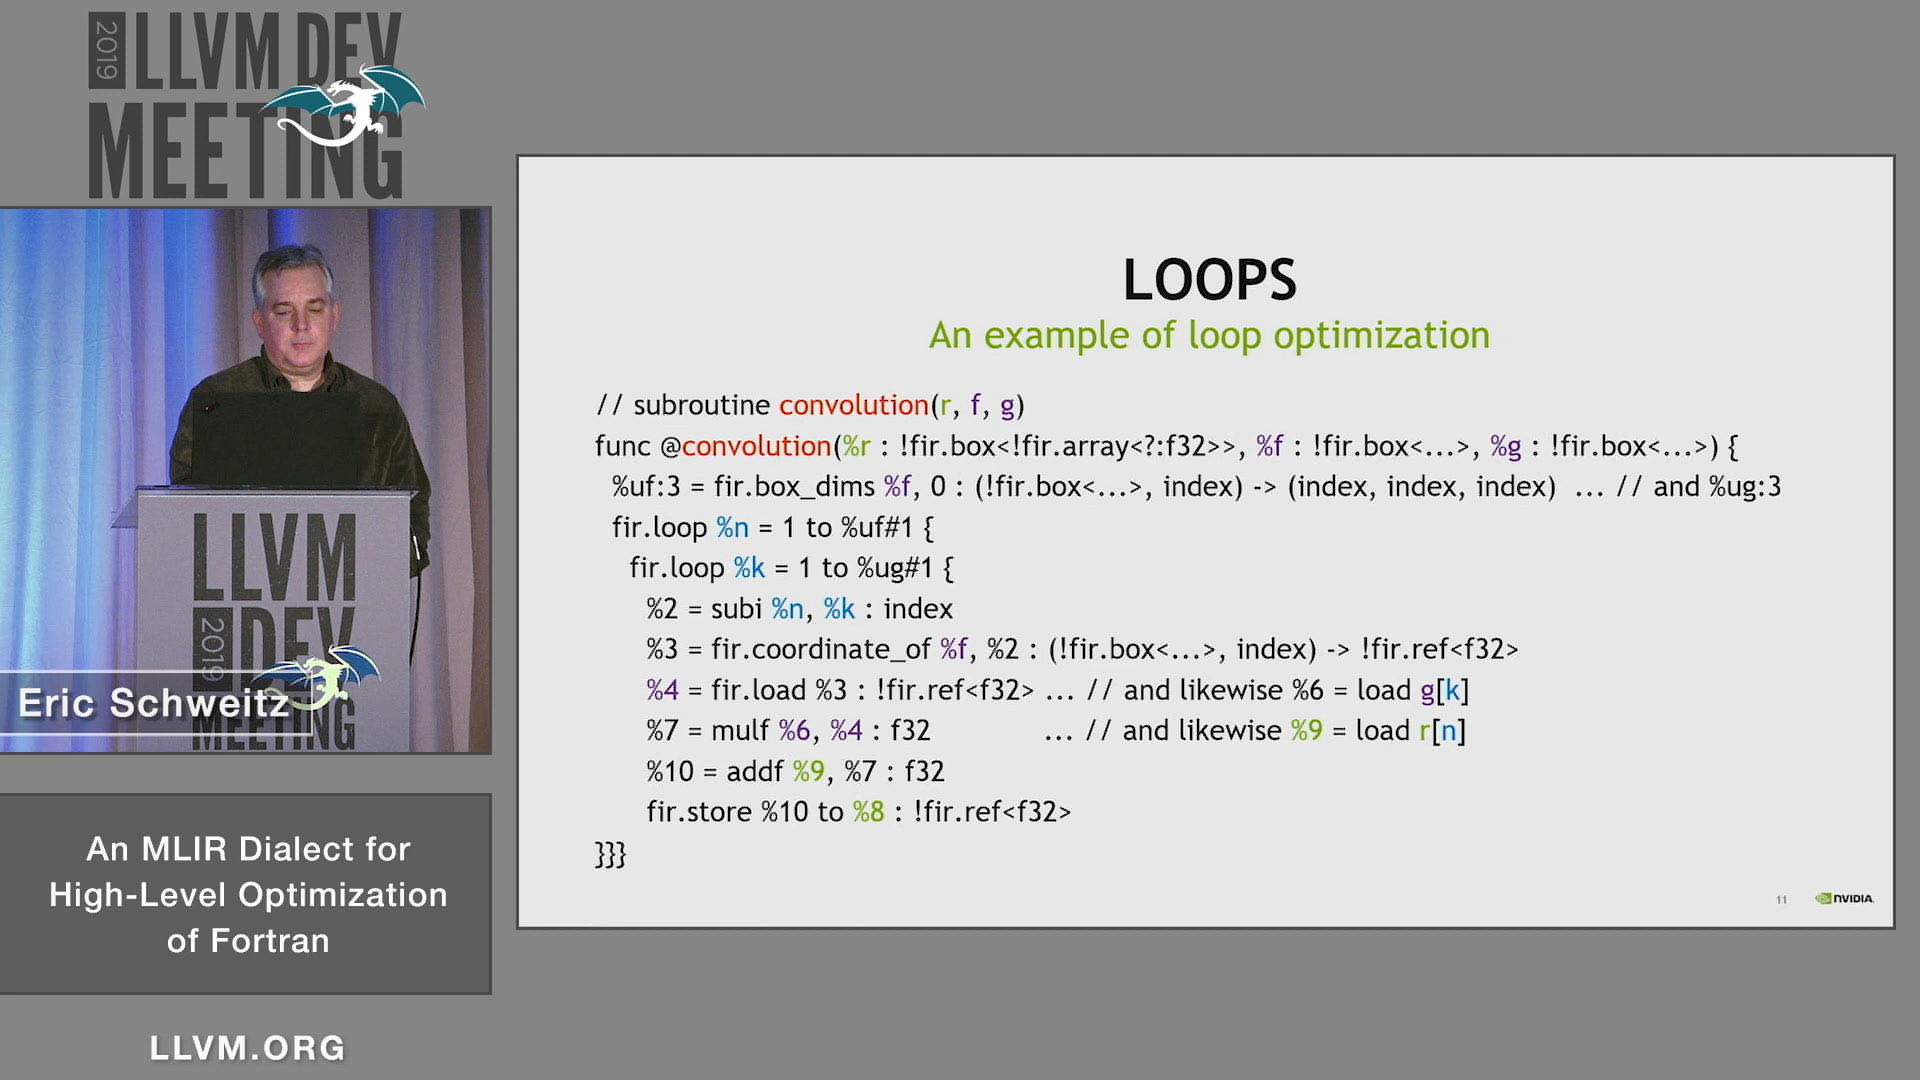 2019
LLVM DEV
MEETING
LLVM
2019
DEV
MEETING
Eric Schweitz
An MLIR Dialect for
High-Level Optimization
of Fortran
LLVM.ORG
LOOPS
An example of loop optimization
// subroutine convolution(r, f, g)
func @convolution(%r : !fir.box<!fir.array<?:f32>>, %f : !fir.box<...>, %g : !fir.box<...>) {
%uf:3 = fir.box_dims %f, 0 : (!fir.box<...>, index) -> (index, index, index) ... // and %ug:3
fir.loop %n = 1 to %uf#1 {
fir.loop %k = 1 to %ug#1 {
%2 = subi %n, %k : index
%3 = fir.coordinate_of %f, %2 : (!fir.box<...>, index) -> !fir.ref<f32>
%4 = fir.load %3 : !fir.ref<f32> ... // and likewise %6 = load g[k]
%7 = mulf %6, %4 : f32 ... // and likewise %9 = load r[n]
%10 = addf %9, %7 : f32
fir.store %10 to %8 : !fir.ref<f32>
}}}
11
NVIDIA.